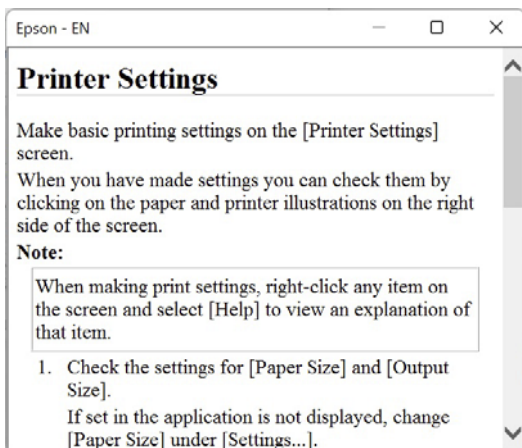 Epson - EN
Printer Settings
Make basic printing settings on the [Printer Settings]
screen.
When you have made settings you can check them by
clicking on the paper and printer illustrations on the right
side of the screen.
Note:
When making print settings, right-click any item on
the screen and select [Help] to view an explanation of
that item.
1. Check the settings for [Paper Size] and [Output
Size].
If set in the application is not displayed, change
[Paper Size] under [Settings...].